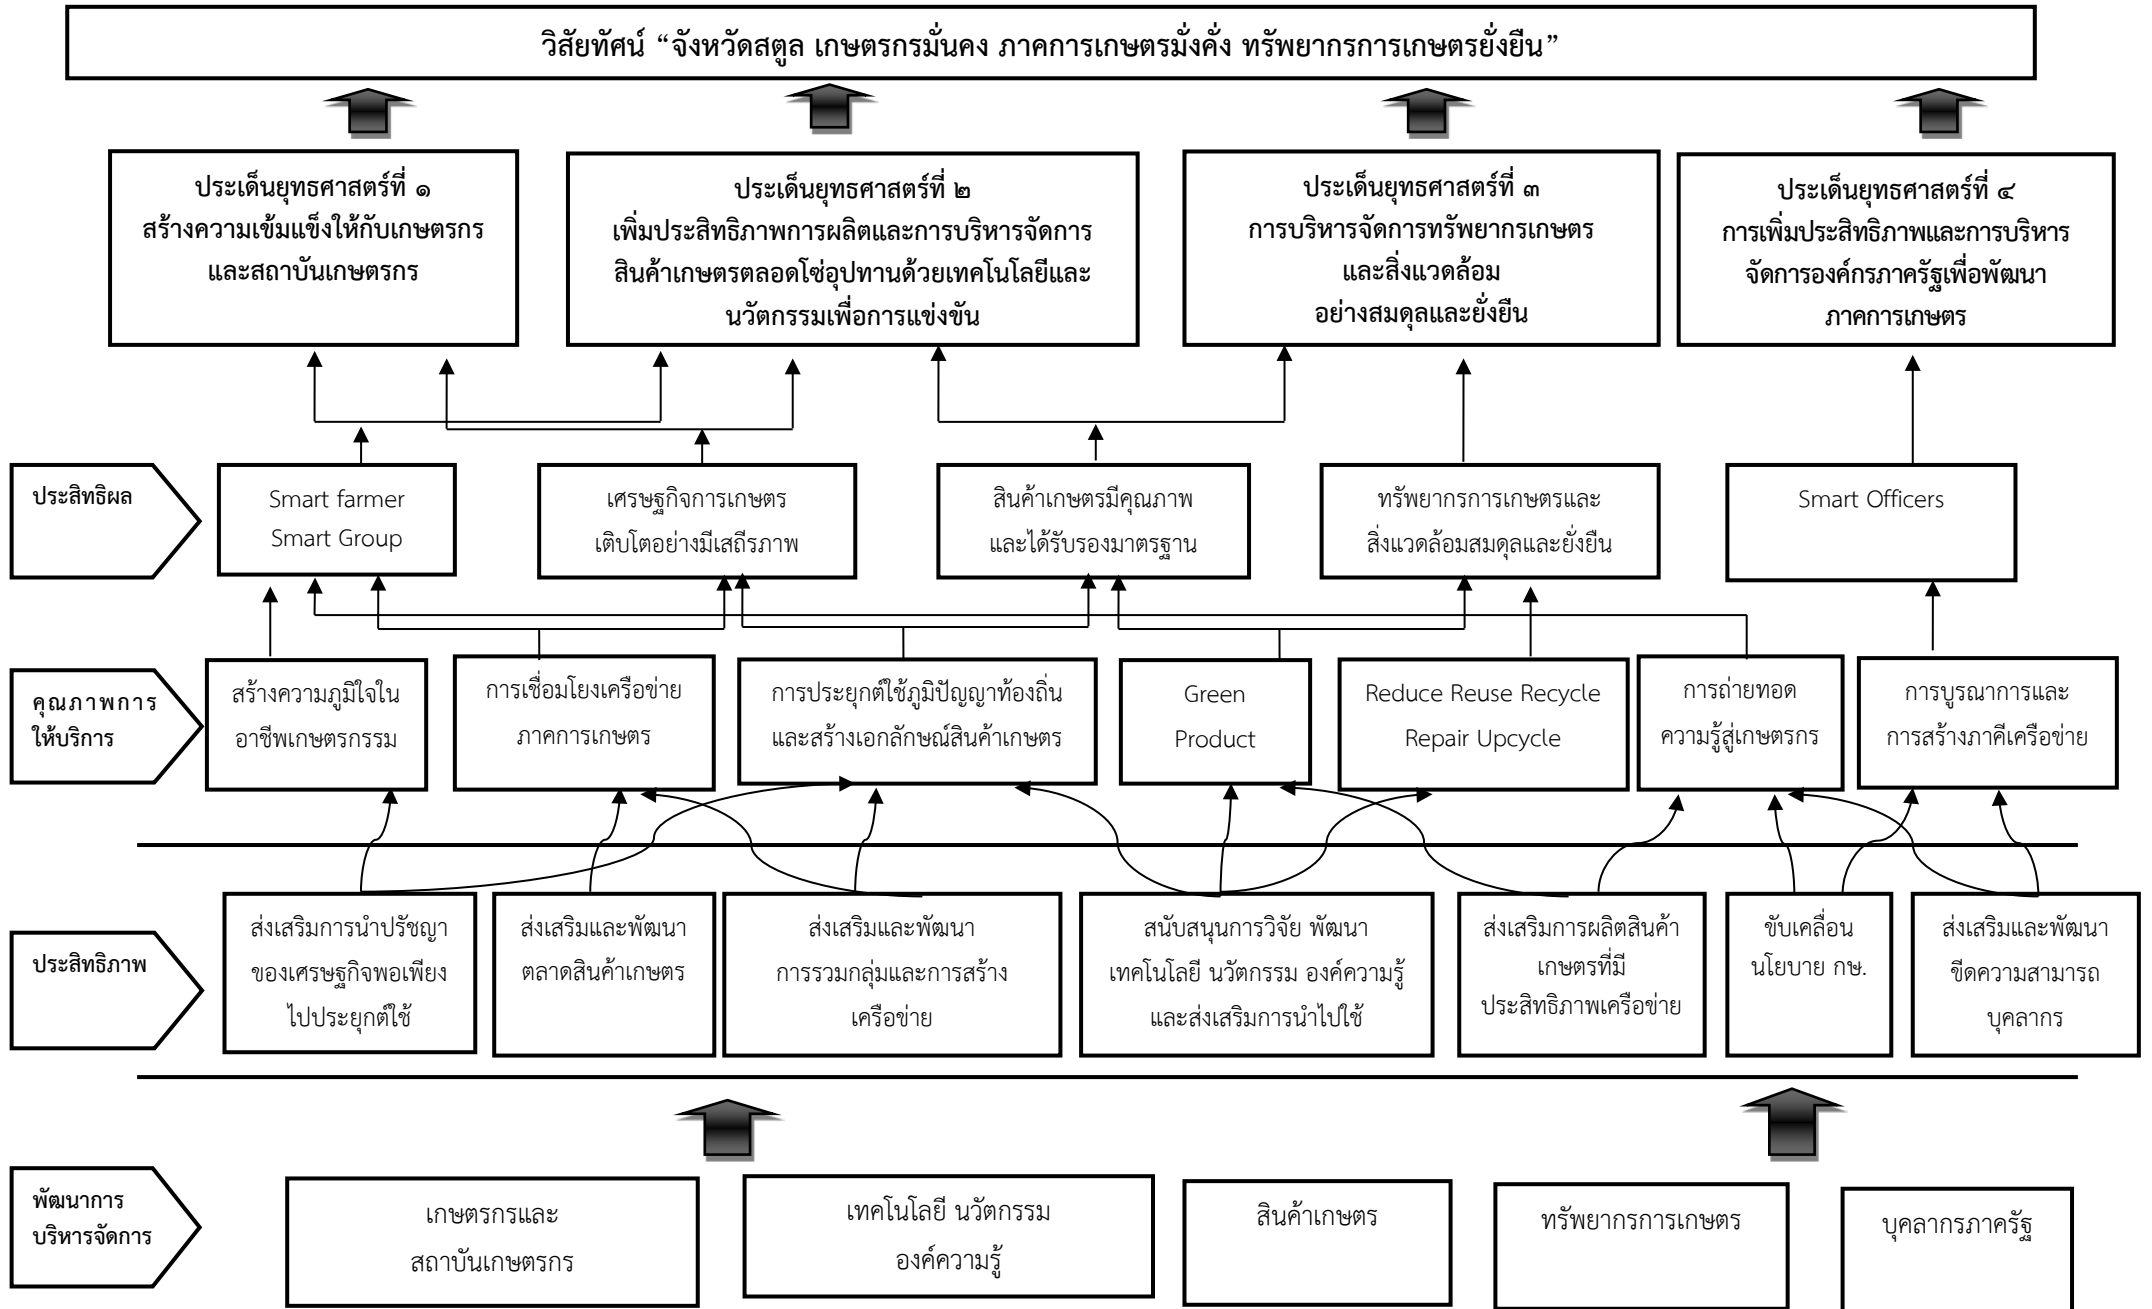 วิสัยทัศน์ “จังหวัดสตูล เกษตรกรมั่นคง ภาคการเกษตรมั่งคั่ง ทรัพยากรการเกษตรยั่งยืน”
ประเด็นยุทธศาสตร์ที่ ๑
สร้างความเข้มแข็งให้กับเกษตรกร
และสถาบันเกษตรกร
ประเด็นยุทธศาสตร์ที่ ๒
เพิ่มประสิทธิภาพการผลิตและการบริหารจัดการ
สินค้าเกษตรตลอดโซ่อุปทานด้วยเทคโนโลยีและ
นวัตกรรมเพื่อการแข่งขัน
ประเด็นยุทธศาสตร์ที่ ๓
การบริหารจัดการทรัพยากรเกษตร
และสิ่งแวดล้อม
อย่างสมดุลและยั่งยืน
ประเด็นยุทธศาสตร์ที่ ๔
การเพิ่มประสิทธิภาพและการบริหาร
จัดการองค์กรภาครัฐเพื่อพัฒนา
ภาคการเกษตร
ประสิทธิผล
Smart farmer
Smart Group
เศรษฐกิจการเกษตร
เติบโตอย่างมีเสถีรภาพ
สินค้าเกษตรมีคุณภาพ
และได้รับรองมาตรฐาน
ทรัพยากรการเกษตรและ
สิ่งแวดล้อมสมดุลและยั่งยืน
Smart Officers
คุณภาพการ
ให้บริการ
สร้างความภูมิใจใน
อาชีพเกษตรกรรม
การเชื่อมโยงเครือข่าย
ภาคการเกษตร
การประยุกต์ใช้ภูมิปัญญาท้องถิ่น
และสร้างเอกลักษณ์สินค้าเกษตร
Green
Product
Reduce Reuse Recycle
Repair Upcycle
การถ่ายทอด
ความรู้สู่เกษตรกร
การบูรณาการและ
การสร้างภาคีเครือข่าย
ประสิทธิภาพ
ส่งเสริมการนำปรัชญา
ของเศรษฐกิจพอเพียง
ไปประยุกต์ใช้
ส่งเสริมและพัฒนา
ตลาดสินค้าเกษตร
ส่งเสริมและพัฒนา
การรวมกลุ่มและการสร้าง
เครือข่าย
สนับสนุนการวิจัย พัฒนา
เทคโนโลยี นวัตกรรม องค์ความรู้
และส่งเสริมการนำไปใช้
ส่งเสริมการผลิตสินค้า
เกษตรที่มี
ประสิทธิภาพเครือข่าย
ขับเคลื่อน
นโยบาย กษ.
ส่งเสริมและพัฒนา
ขีดความสามารถ
บุคลากร
พัฒนาการ
บริหารจัดการ
เกษตรกรและ
สถาบันเกษตรกร
เทคโนโลยี นวัตกรรม
องค์ความรู้
สินค้าเกษตร
ทรัพยากรการเกษตร
บุคลากรภาครัฐ